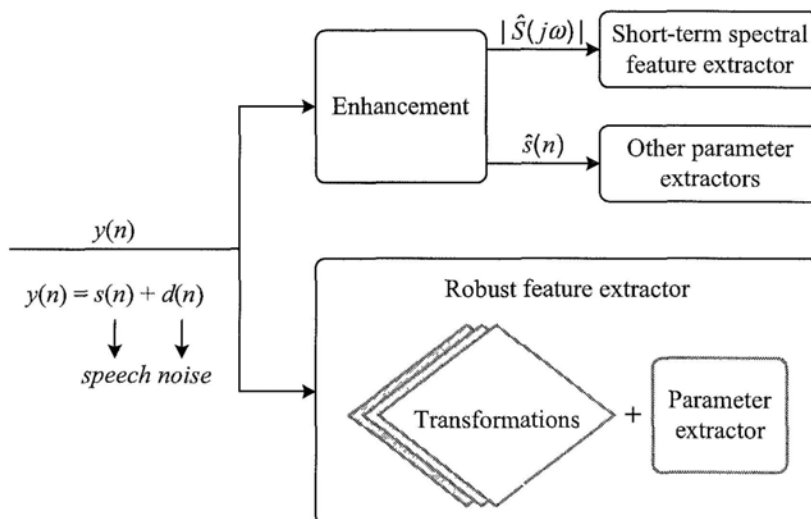 |Ŝ(jω)|
Short-term spectral
feature extractor
Enhancement
ŝ(n)
Other parameter
extractors
y(n)
y(n) = s(n) + d(n)
speech noise
Robust feature extractor
Transformations
+
Parameter
extractor